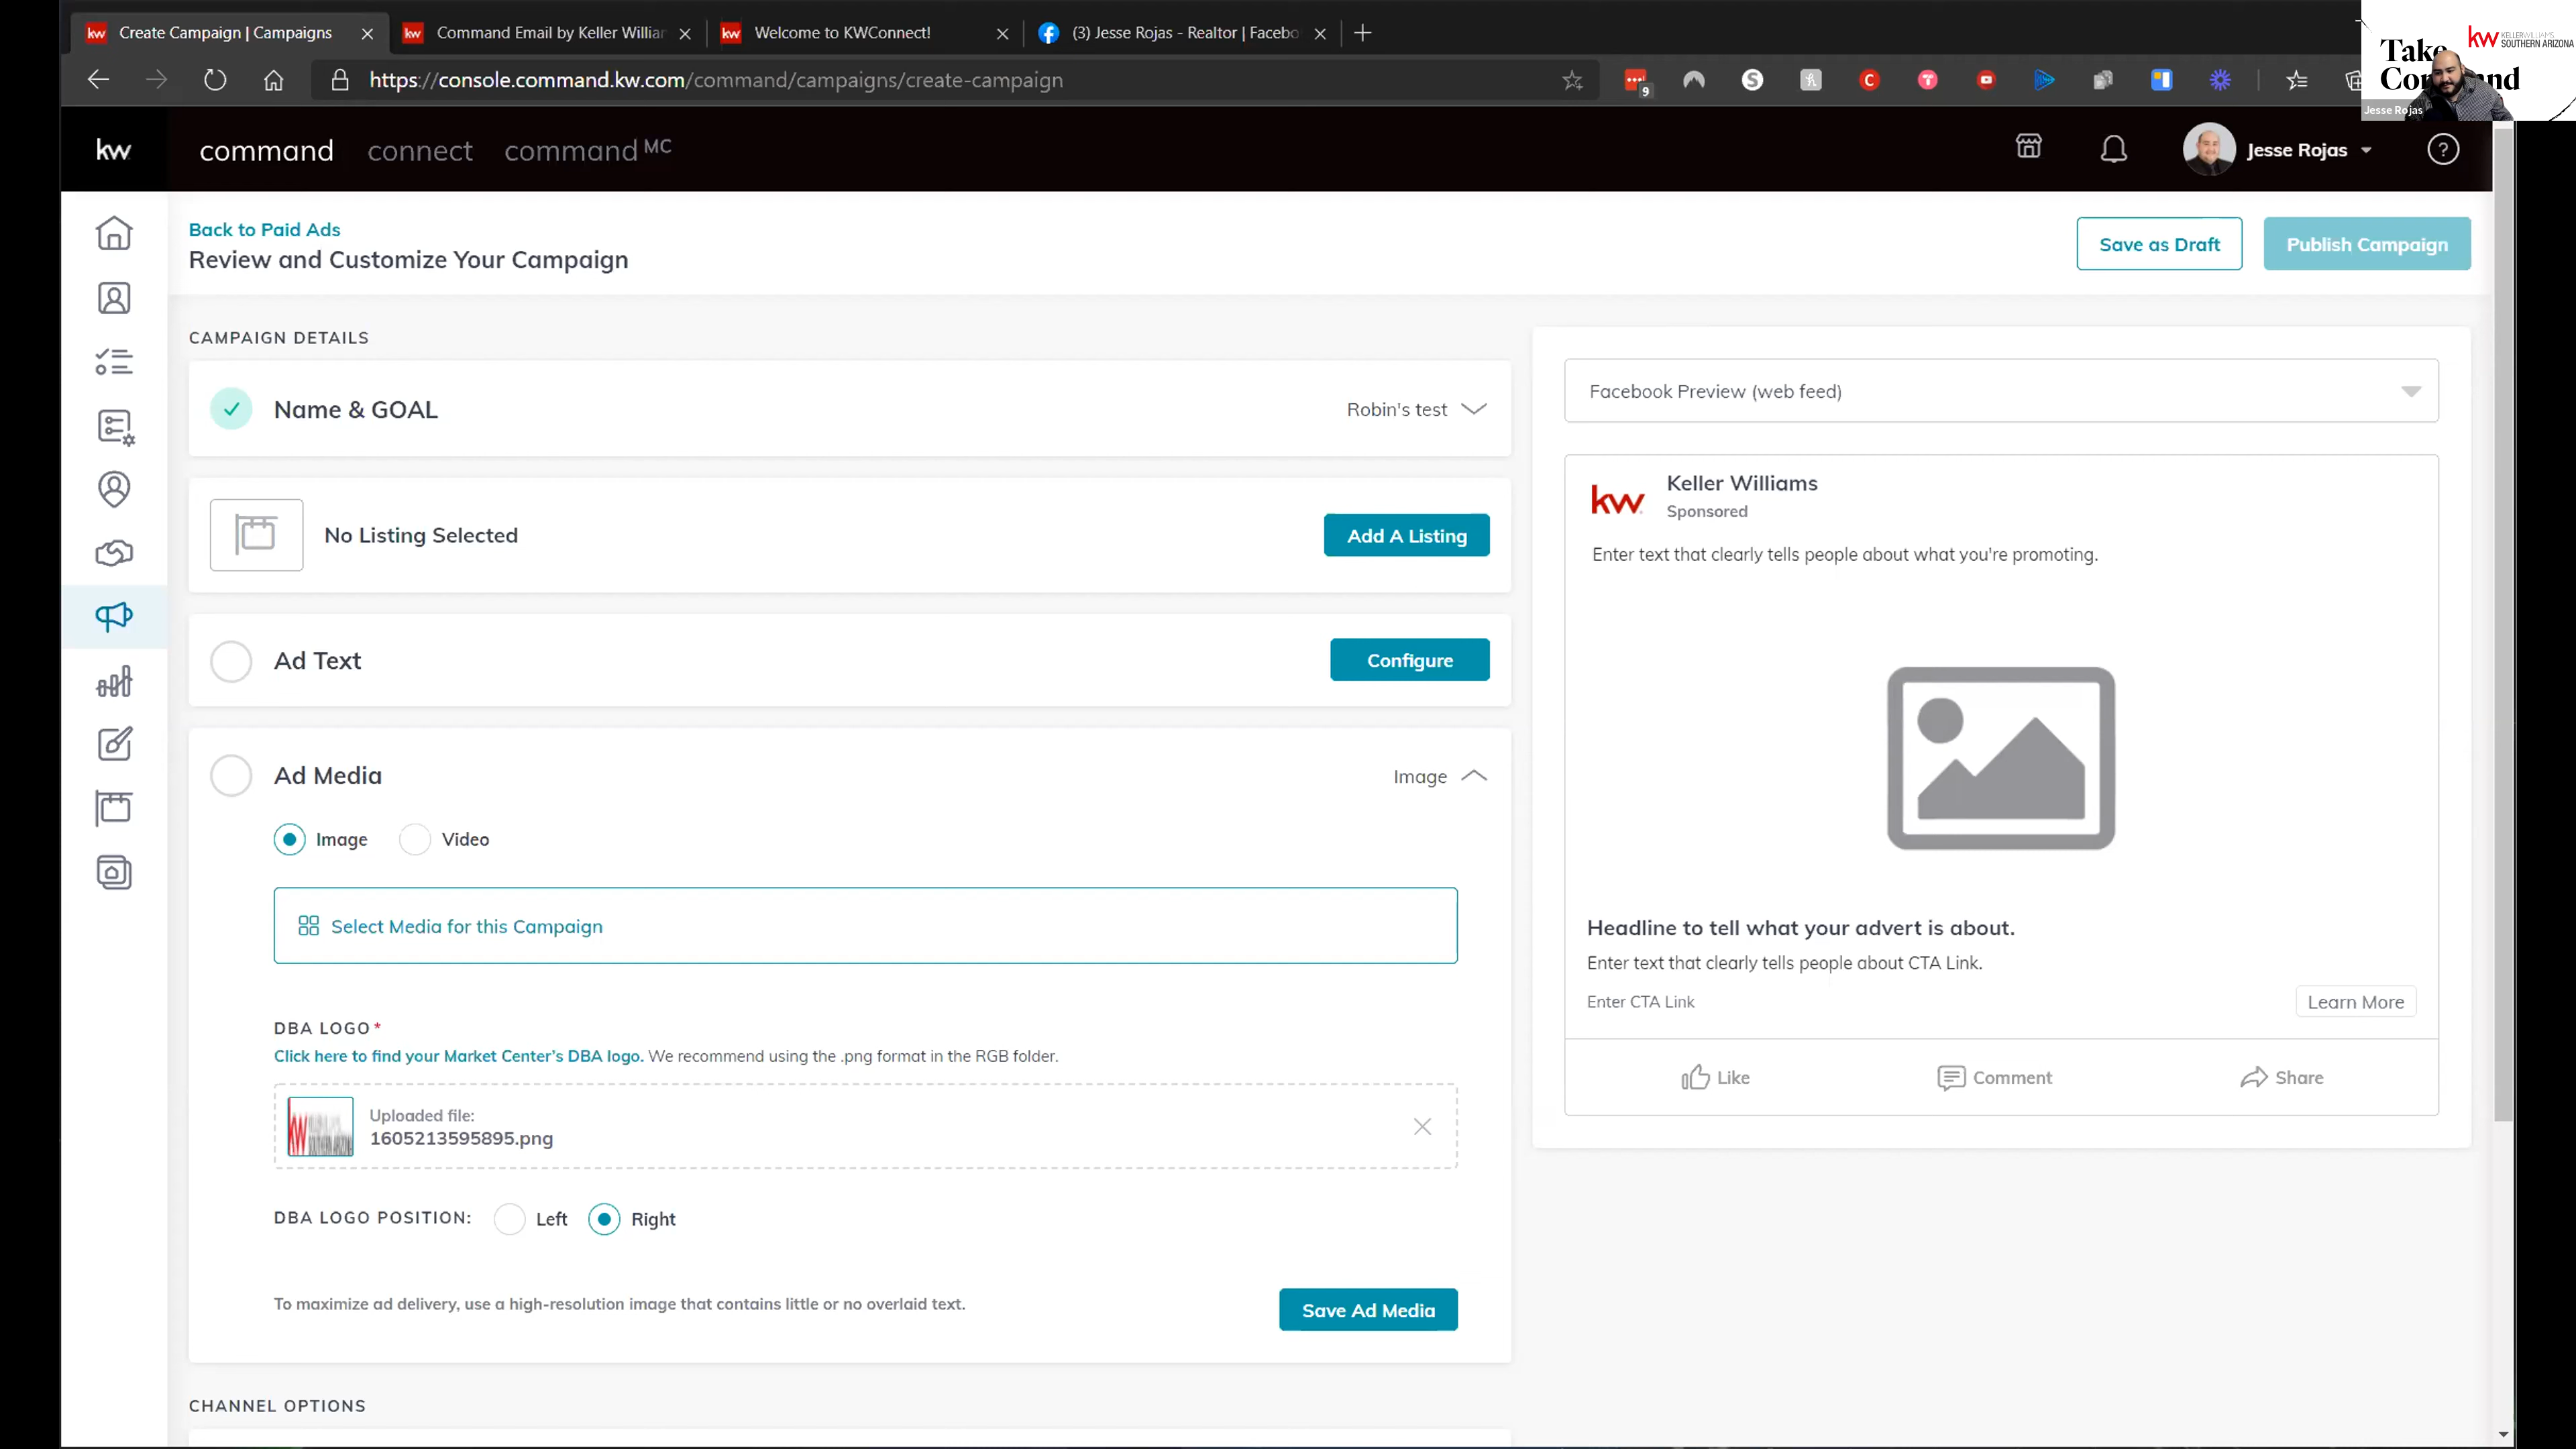 Create Campaign | Campaigns
Command Email by Keller Williar
Welcome to KWConnect!
(3) Jesse Rojas - Realtor | Facebo
https://console.command.kw.com/command/campaigns/create-campaign
9
Take Command
kw KELLERWILLIAMS
SOUTHERN ARIZONA
Jesse Rojas
kw command connect command MC
Jesse Rojas
Back to Paid Ads
Review and Customize Your Campaign
Save as Draft
Publish Campaign
CAMPAIGN DETAILS
Name & GOAL
Robin's test
No Listing Selected
Add A Listing
Ad Text
Configure
Ad Media
Image
Image
Video
Select Media for this Campaign
DBA LOGO*
Click here to find your Market Center's DBA logo. We recommend using the .png format in the RGB folder.
Uploaded file:
1605213595895.png
DBA LOGO POSITION:
Left
Right
To maximize ad delivery, use a high-resolution image that contains little or no overlaid text.
Save Ad Media
CHANNEL OPTIONS
Facebook Preview (web feed)
kw
Keller Williams
Sponsored
Enter text that clearly tells people about what you're promoting.
Headline to tell what your advert is about.
Enter text that clearly tells people about CTA Link.
Enter CTA Link
Learn More
Like
Comment
Share